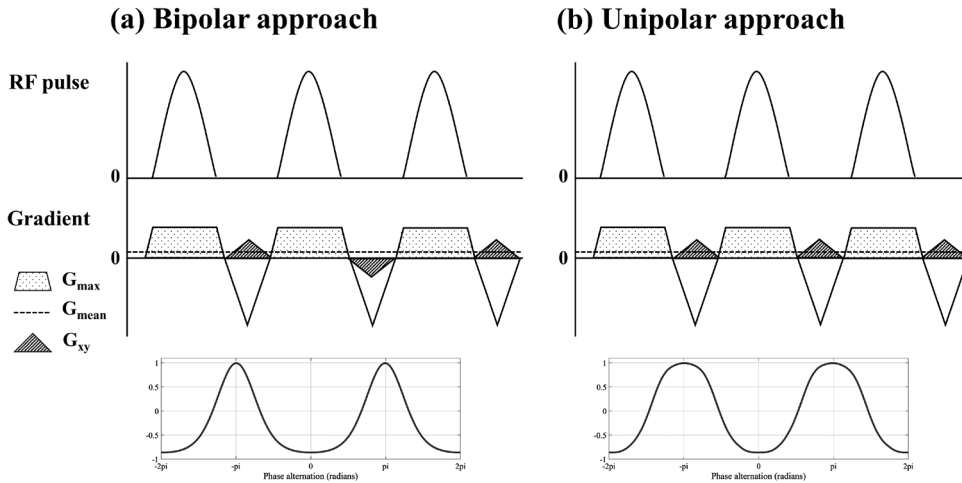 (a) Bipolar approach
(b) Unipolar approach
RF pulse
0
0
Gradient
0
0
Gmax
Gmean
Gxy
1
0.5
0
-0.5
-1
-2pi -pi 0 pi 2pi
Phase alternation (radians)
1
0.5
0
-0.5
-1
-2pi -pi 0 pi 2pi
Phase alternation (radians)